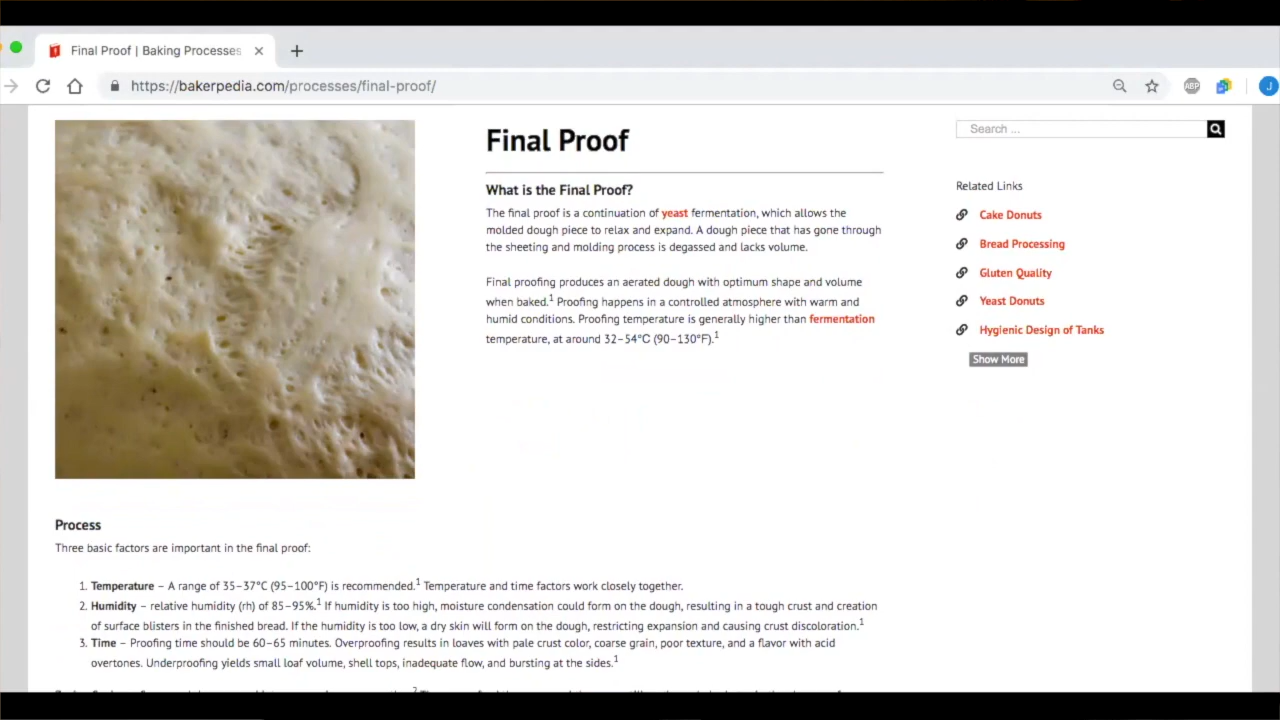 Final Proof | Baking Processes
https://bakerpedia.com/processes/final-proof/
ABP
J
Final Proof
What is the Final Proof?
The final proof is a continuation of yeast fermentation, which allows the
molded dough piece to relax and expand. A dough piece that has gone through
the sheeting and molding process is degassed and lacks volume.
Final proofing produces an aerated dough with optimum shape and volume
when baked.1 Proofing happens in a controlled atmosphere with warm and
humid conditions. Proofing temperature is generally higher than fermentation
temperature, at around 32–54°C (90–130°F).1
Search ...
Related Links
Cake Donuts
Bread Processing
Gluten Quality
Yeast Donuts
Hygienic Design of Tanks
Show More
Process
Three basic factors are important in the final proof:
1. Temperature – A range of 35–37°C (95–100°F) is recommended.1 Temperature and time factors work closely together.
2. Humidity – relative humidity (rh) of 85–95%.1 If humidity is too high, moisture condensation could form on the dough, resulting in a tough crust and creation
of surface blisters in the finished bread. If the humidity is too low, a dry skin will form on the dough, restricting expansion and causing crust discoloration.1
3. Time – Proofing time should be 60–65 minutes. Overproofing results in loaves with pale crust color, coarse grain, poor texture, and a flavor with acid
overtones. Underproofing yields small loaf volume, shell tops, inadequate flow, and bursting at the sides.1